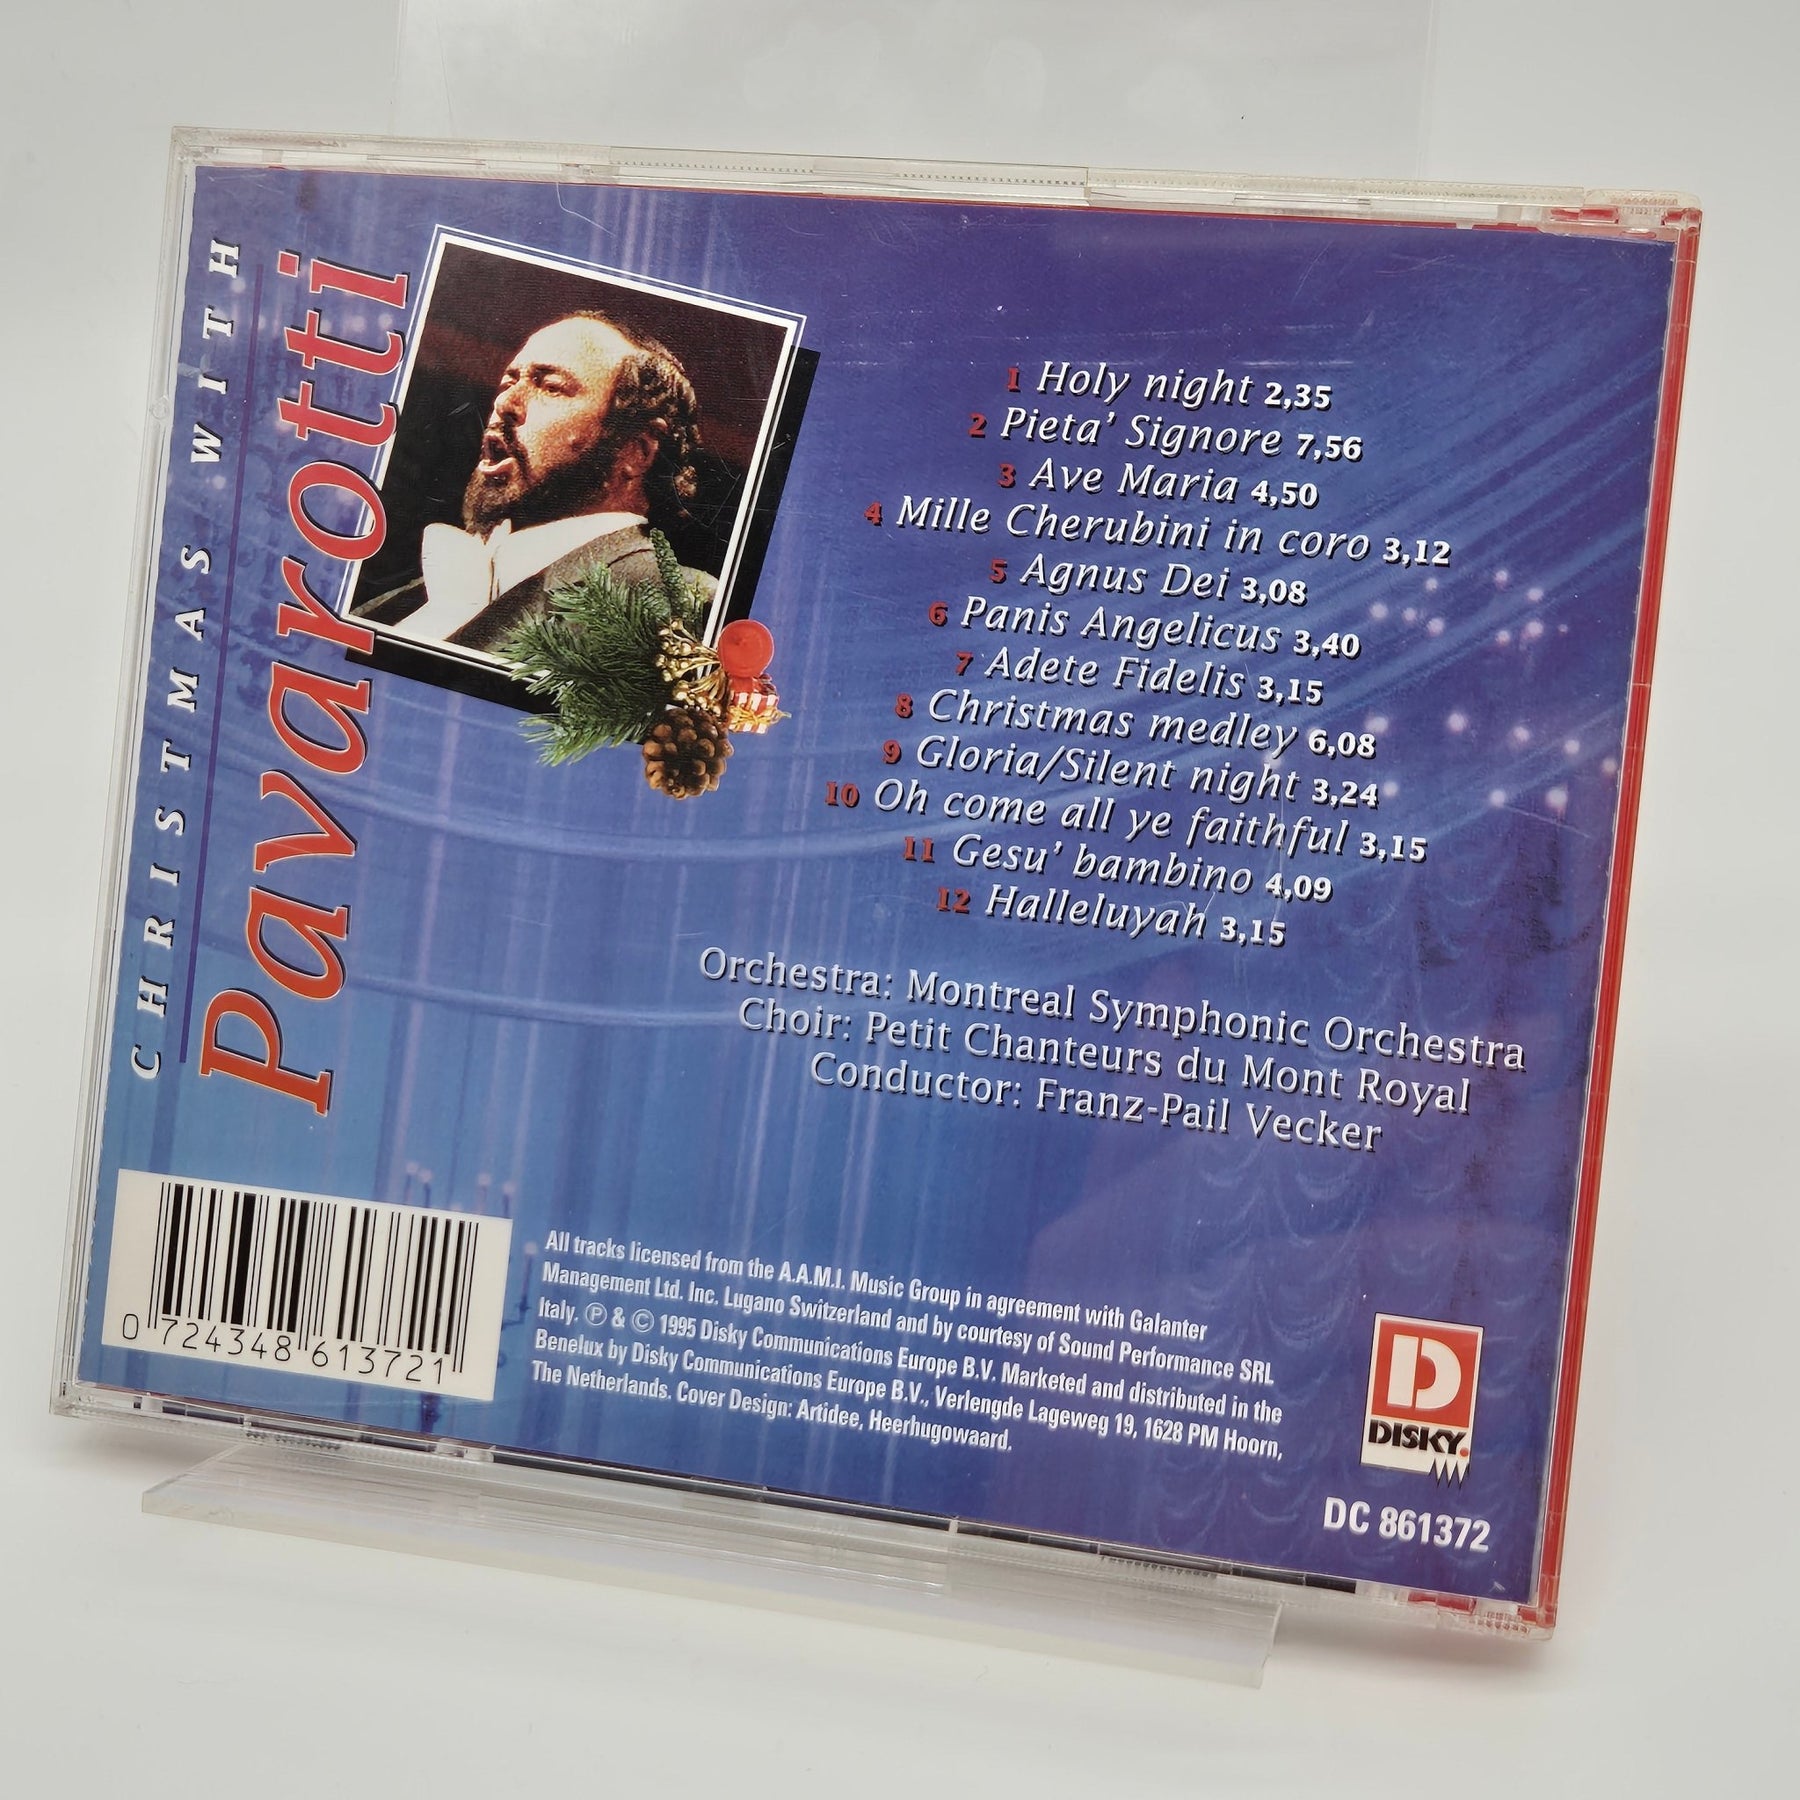 CHRISTMAS WITH
Pavarotti
1 Holy night 2,35
2 Pieta' Signore 7,56
3 Ave Maria 4,50
4 Mille Cherubini in coro 3,12
5 Agnus Dei 3,08
6 Panis Angelicus 3,40
7 Adete Fidelis 3,15
8 Christmas medley 6,08
9 Gloria/Silent night 3,24
10 Oh come all ye faithful 3,15
11 Gesu' bambino 4,09
12 Halleluyah 3,15
Orchestra: Montreal Symphonic Orchestra
Choir: Petit Chanteurs du Mont Royal
Conductor: Franz-Pail Vecker
0 724348 613721
All tracks licensed from the A.A.M.I. Music Group in agreement with Galanter
Management Ltd. Inc. Lugano Switzerland and by courtesy of Sound Performance SRL
Italy. ℗ & © 1995 Disky Communications Europe B.V. Marketed and distributed in the
Benelux by Disky Communications Europe B.V., Verlengde Lageweg 19, 1628 PM Hoorn,
The Netherlands. Cover Design: Artidee, Heerhugowaard.
D
DISKY.
DC 861372